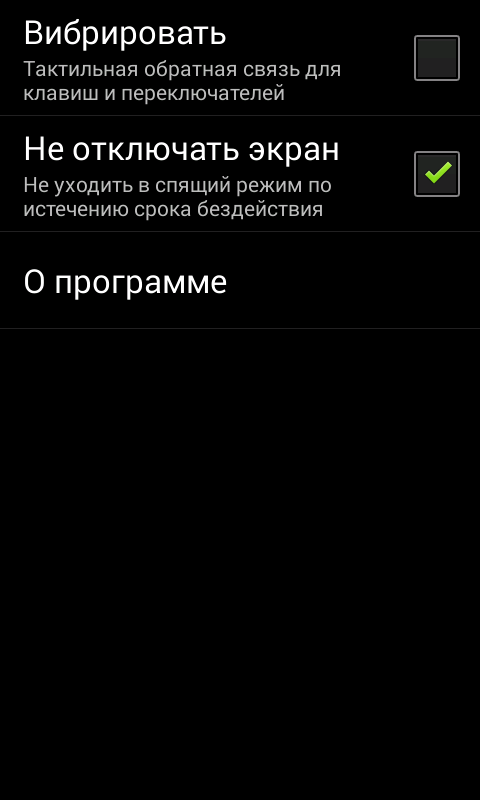 Вибрировать
Тактильная обратная связь для
клавиш и переключателей
Не отключать экран
Не уходить в спящий режим по
истечению срока бездействия
О программе